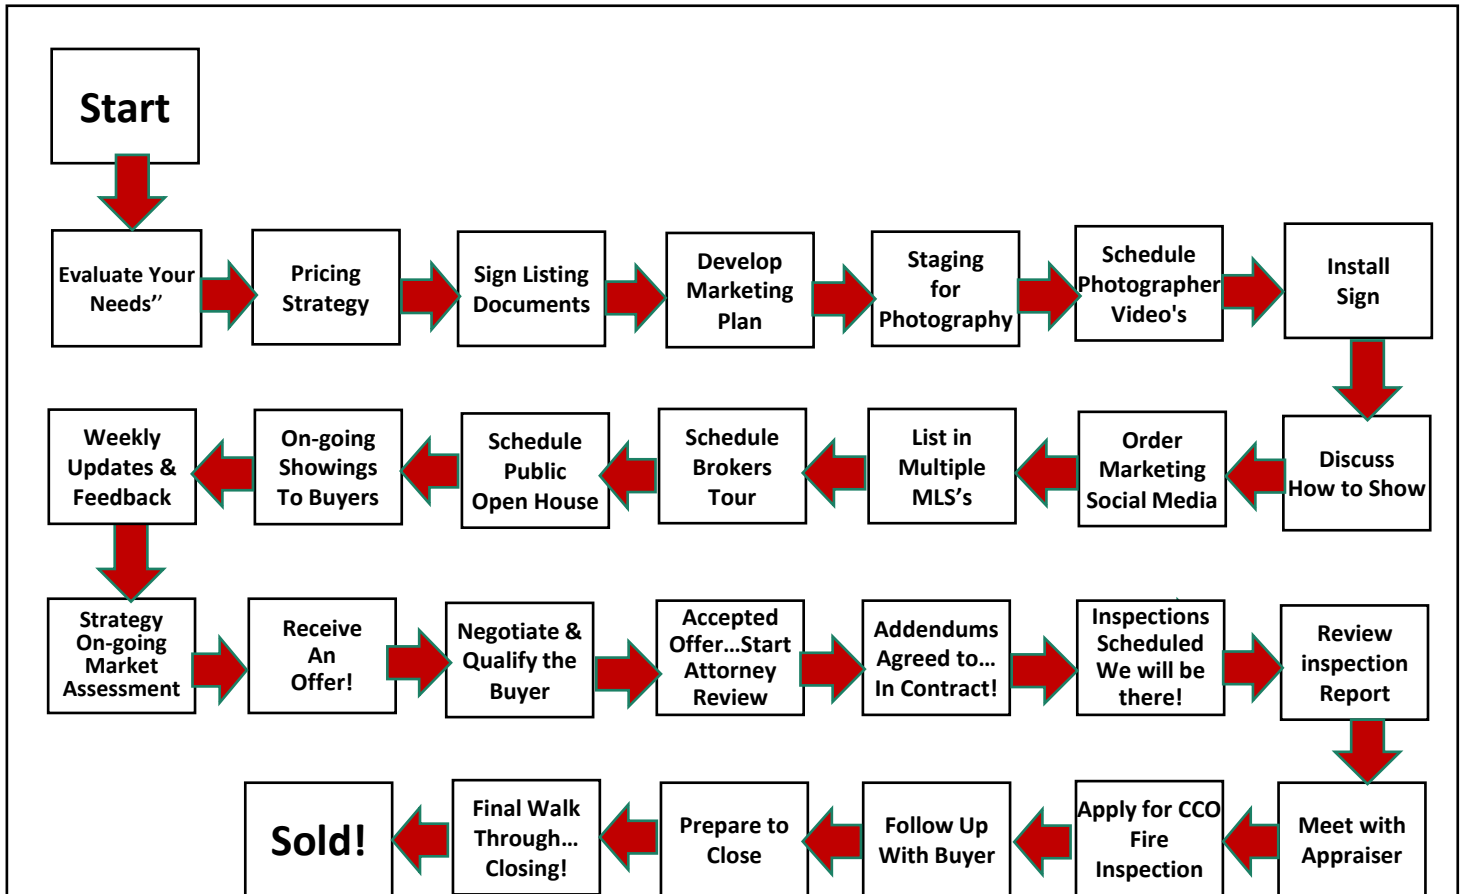 Start
Evaluate Your
Needs’’
Pricing
Strategy
Sign Listing
Documents
Develop
Marketing
Plan
Staging
for
Photography
Schedule
Photographer
Video's
Install
Sign
Discuss
How to Show
Order
Marketing
Social Media
List in
Multiple
MLS’s
Schedule
Brokers
Tour
Schedule
Public
Open House
On-going
Showings
To Buyers
Weekly
Updates &
Feedback
Strategy
On-going
Market
Assessment
Receive
An
Offer!
Negotiate &
Qualify the
Buyer
Accepted
Offer…Start
Attorney
Review
Addendums
Agreed to…
In Contract!
Inspections
Scheduled
We will be
there!
Review
inspection
Report
Meet with
Appraiser
Apply for CCO
Fire
Inspection
Follow Up
With Buyer
Prepare to
Close
Final Walk
Through…
Closing!
Sold!